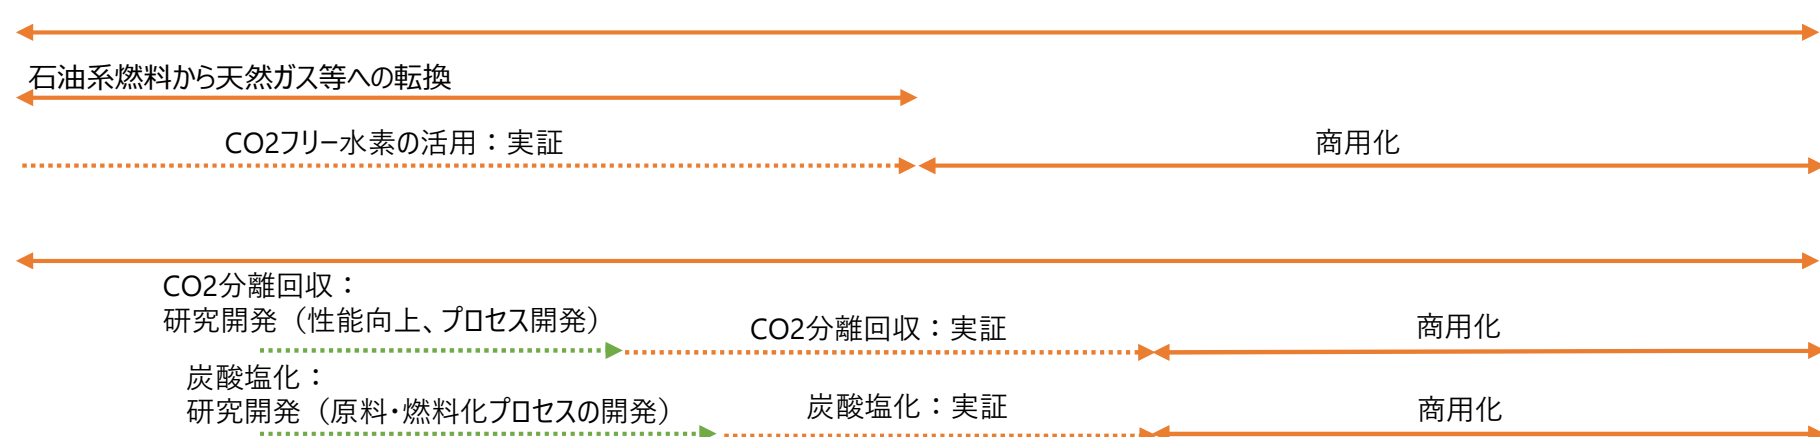 石油系燃料から天然ガス等への転換
CO2フリー水素の活用：実証
商用化
CO2分離回収：
研究開発（性能向上、プロセス開発）
CO2分離回収：実証
商用化
炭酸塩化：
研究開発（原料・燃料化プロセスの開発）
炭酸塩化：実証
商用化